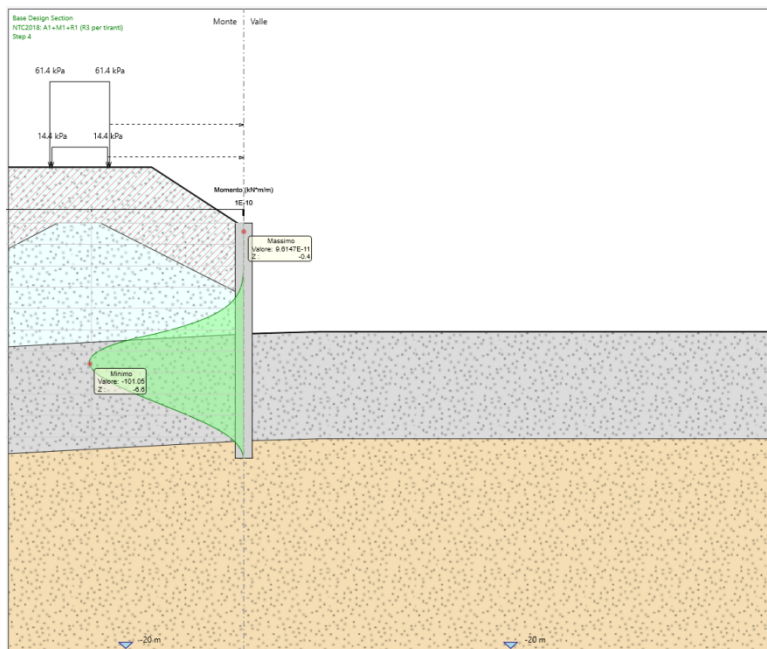 Base Design Section
NTC2018: A1+M1+R1 (R3 per tiranti)
Step 4
Monte
Valle
61.4 kPa
61.4 kPa
14.4 kPa
14.4 kPa
Momento (kN*m/m)
1E-10
Massimo
Valore: 9.6147E-11
Z : -0.4
Minimo
Valore: -101.05
Z : -6.6
-20 m
-20 m